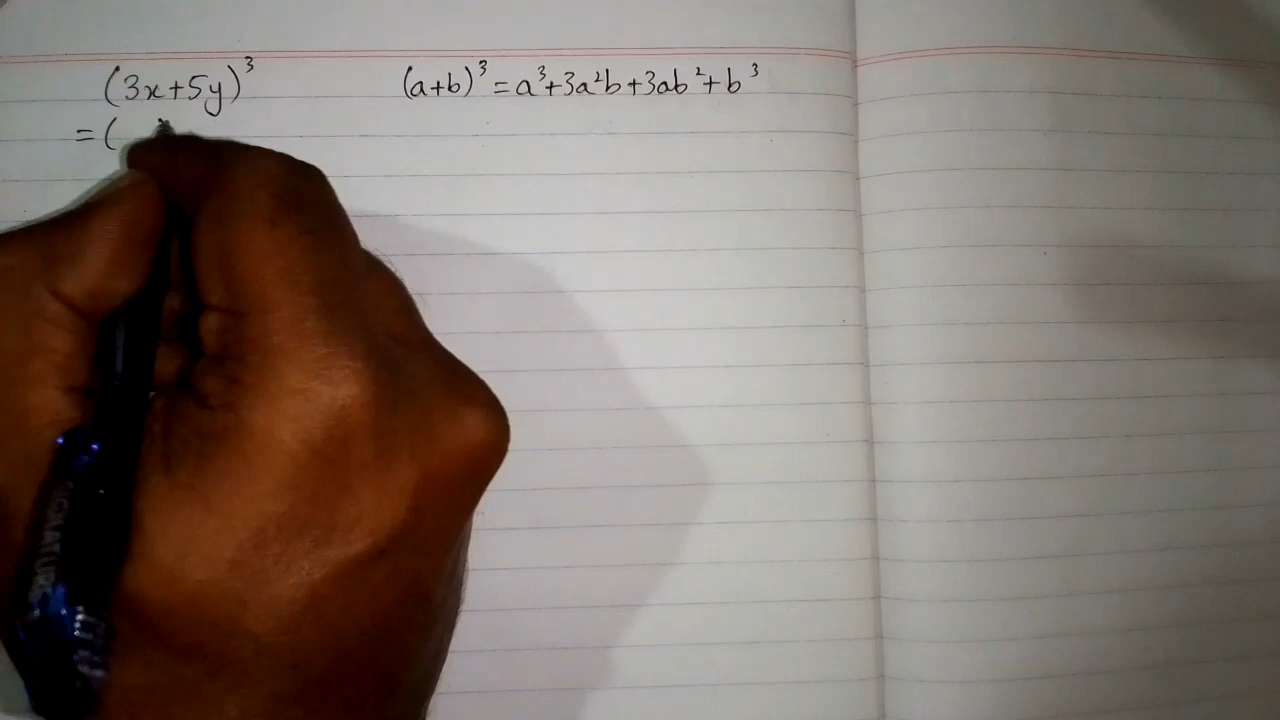 (3x+5y)³ (a+b)³ = a³+3a²b+3ab²+b³
= (